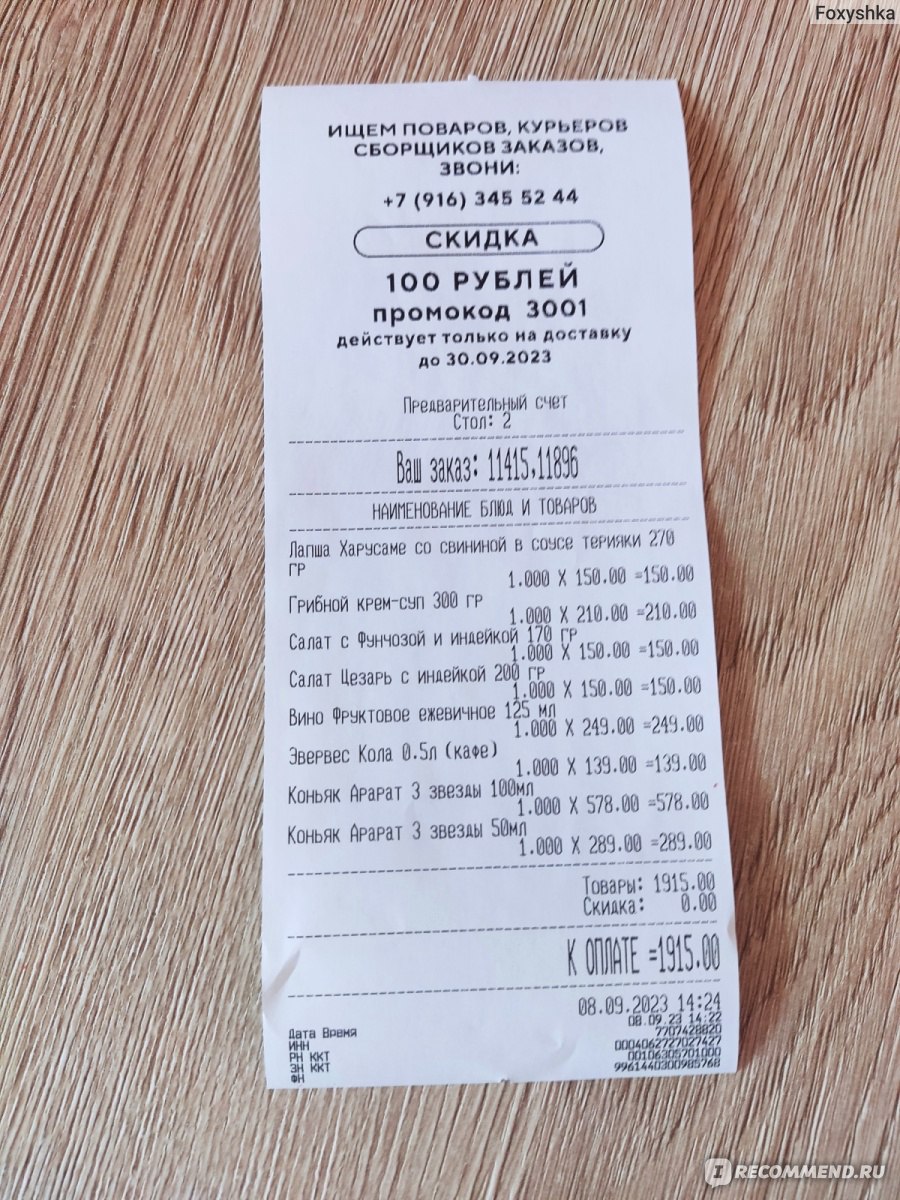 Foxyshka
ИЩЕМ ПОВАРОВ, КУРЬЕРОВ
СБОРЩИКОВ ЗАКАЗОВ,
ЗВОНИ:
+7 (916) 345 52 44
СКИДКА
100 РУБЛЕЙ
промокод 3001
действует только на доставку
до 30.09.2023
Предварительный счет
Стол: 2
Ваш заказ: 11415,11896
НАИМЕНОВАНИЕ БЛЮД И ТОВАРОВ
Лапша Харусаме со свининой в соусе терияки 270
гр
1.000 X 150.00 =150.00
Грибной крем-суп 300 гр
1.000 X 210.00 =210.00
Салат с Фунчозой и индейкой 170 гр
1.000 X 150.00 =150.00
Салат Цезарь с индейкой 200 гр
1.000 X 150.00 =150.00
Вино Фруктовое ежевичное 125 мл
1.000 X 249.00 =249.00
Эвервес Кола 0.5л (кафе)
1.000 X 139.00 =139.00
Коньяк Арарат 3 звезды 100мл
1.000 X 578.00 =578.00
Коньяк Арарат 3 звезды 50мл
1.000 X 289.00 =289.00
Товары: 1915.00
Скидка: 0.00
К ОПЛАТЕ =1915.00
08.09.2023 14:24
Дата Время 08.09.23 14:22
ИНН 7707428820
РН ККТ 0004062727027427
ЗН ККТ 00106305701000
ФН 9961440300985768
IRECOMMEND.RU